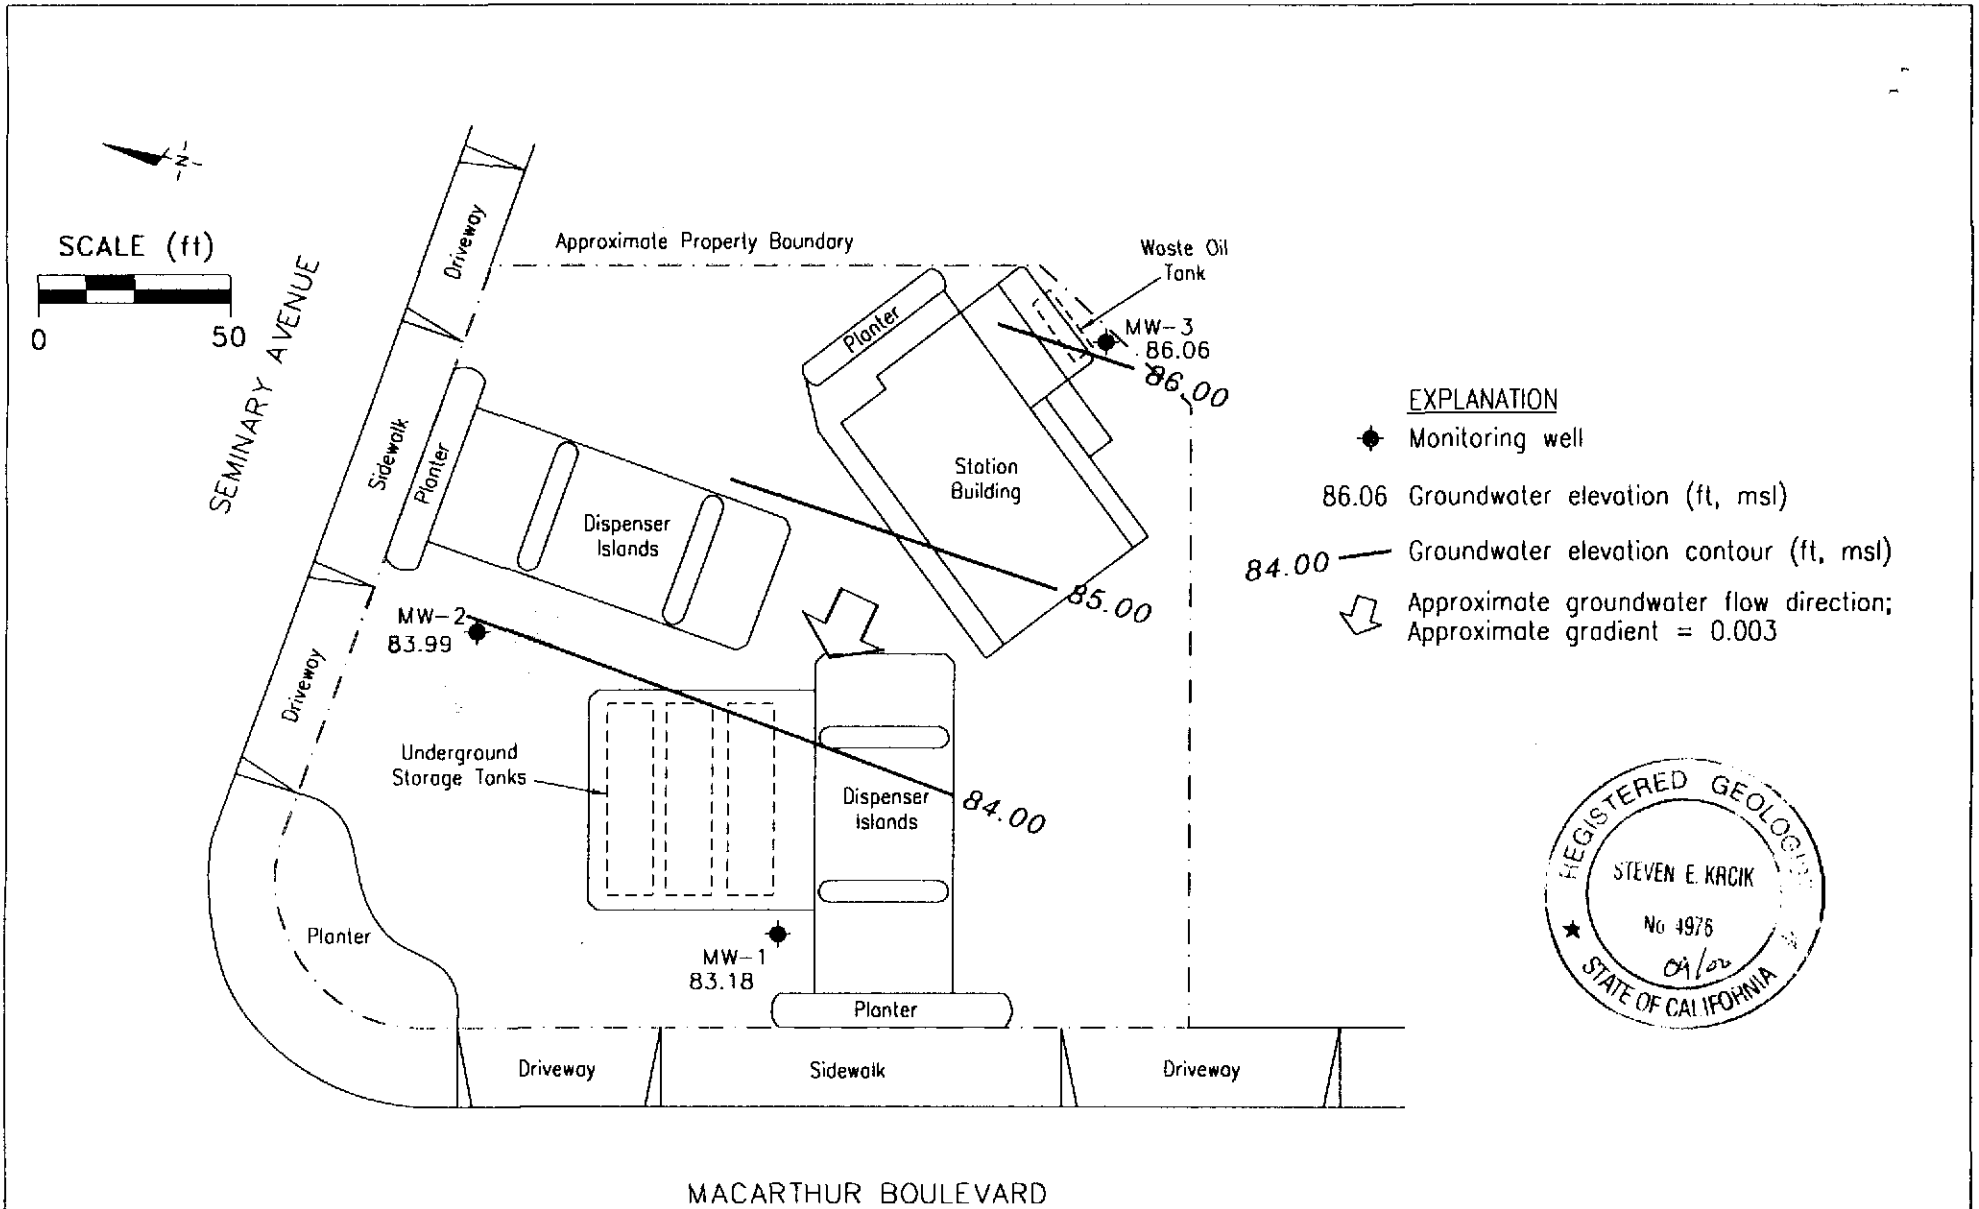 N
SCALE (ft)
0 50
SEMINARY AVENUE
Driveway
Sidewalk
Planter
Driveway
Planter
Approximate Property Boundary
Waste Oil
Tank
Planter
MW-3
86.06
86.00
Station
Building
Dispenser
Islands
85.00
MW-2
83.99
Underground
Storage Tanks
Dispenser
Islands
84.00
MW-1
83.18
Planter
Driveway
Sidewalk
Driveway
MACARTHUR BOULEVARD
EXPLANATION
Monitoring well
86.06 Groundwater elevation (ft, msl)
84.00 Groundwater elevation contour (ft, msl)
Approximate groundwater flow direction;
Approximate gradient = 0.003
REGISTERED GEOLOGIST
STEVEN E. KRCIK
No 4976
STATE OF CALIFORNIA